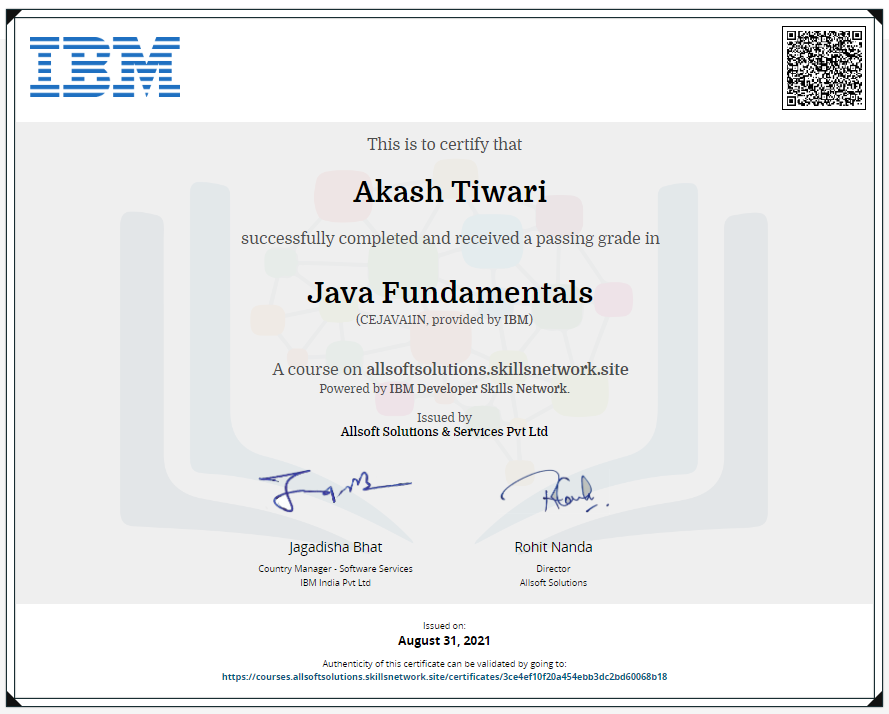 IBM
This is to certify that
Akash Tiwari
successfully completed and received a passing grade in
Java Fundamentals
(CEJAVA1IN, provided by IBM)
A course on allsoftsolutions.skillsnetwork.site
Powered by IBM Developer Skills Network.
Issued by
Allsoft Solutions & Services Pvt Ltd
Jagadisha Bhat
Country Manager - Software Services
IBM India Pvt Ltd
Rohit Nanda
Director
Allsoft Solutions
Issued on:
August 31, 2021
Authenticity of this certificate can be validated by going to:
https://courses.allsoftsolutions.skillsnetwork.site/certificates/3ce4ef10f20a454ebb3dc2bd60068b18